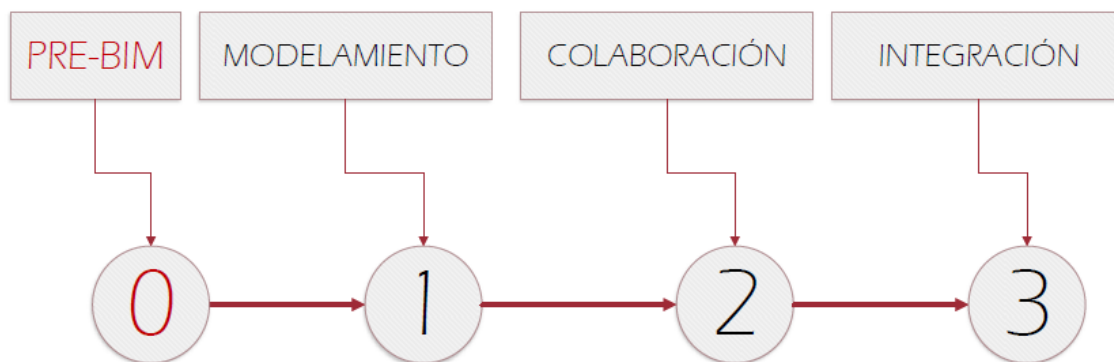 PRE-BIM
MODELAMIENTO
COLABORACIÓN
INTEGRACIÓN
0
1
2
3